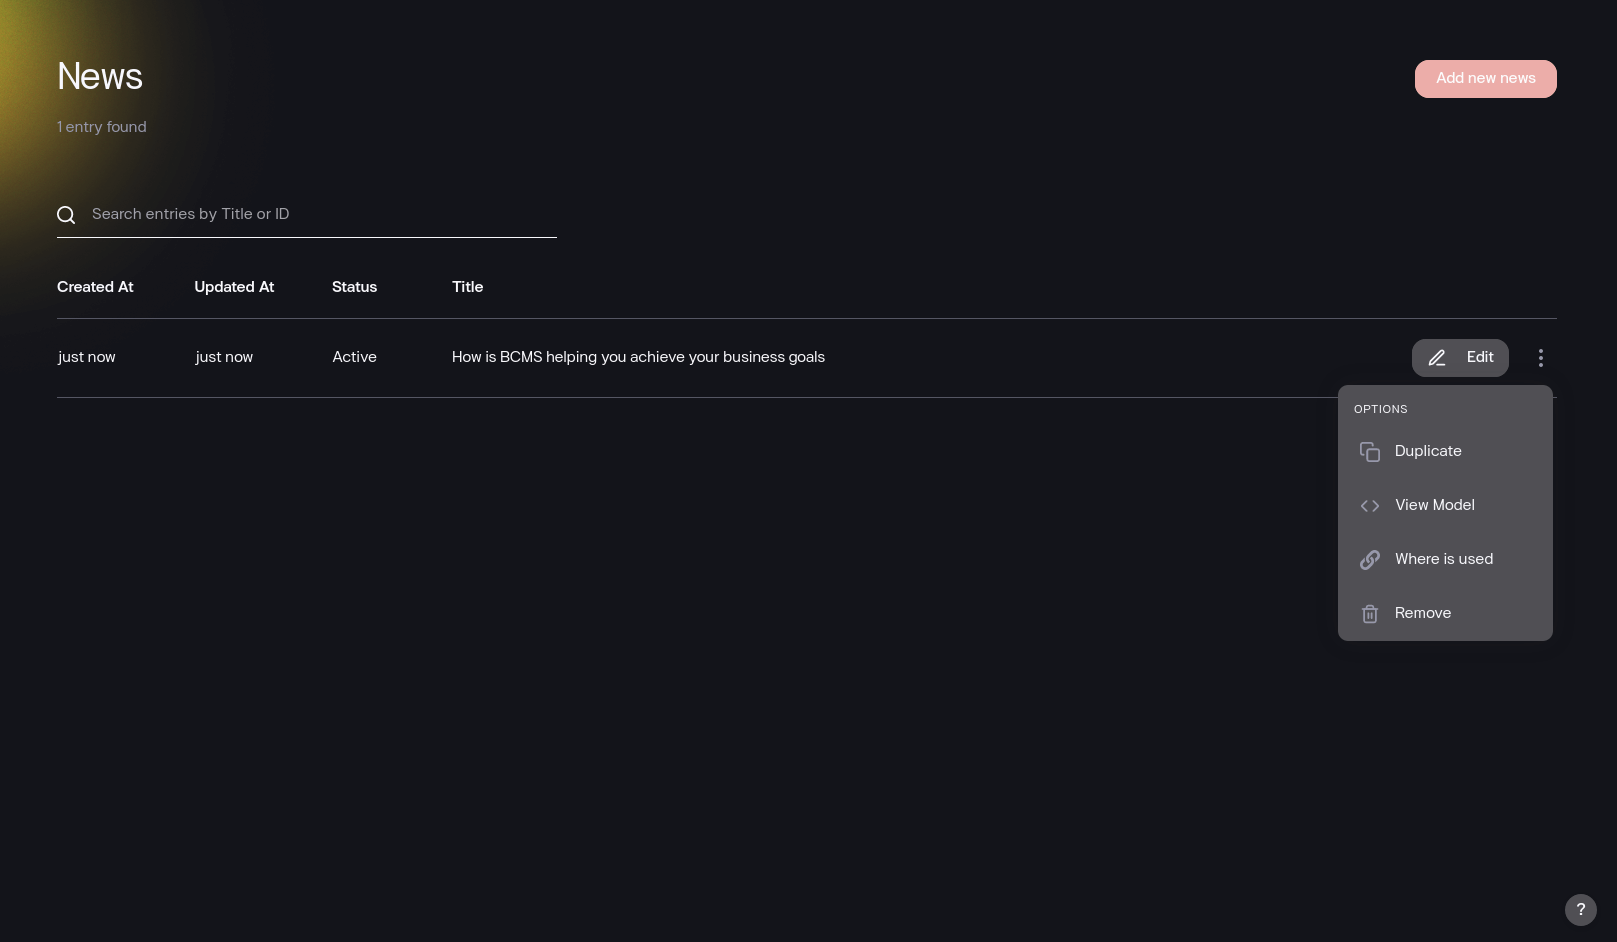 News
Add new news
1 entry found
Search entries by Title or ID
Created At Updated At Status Title
just now just now Active How is BCMS helping you achieve your business goals Edit
OPTIONS
Duplicate
View Model
Where is used
Remove
?